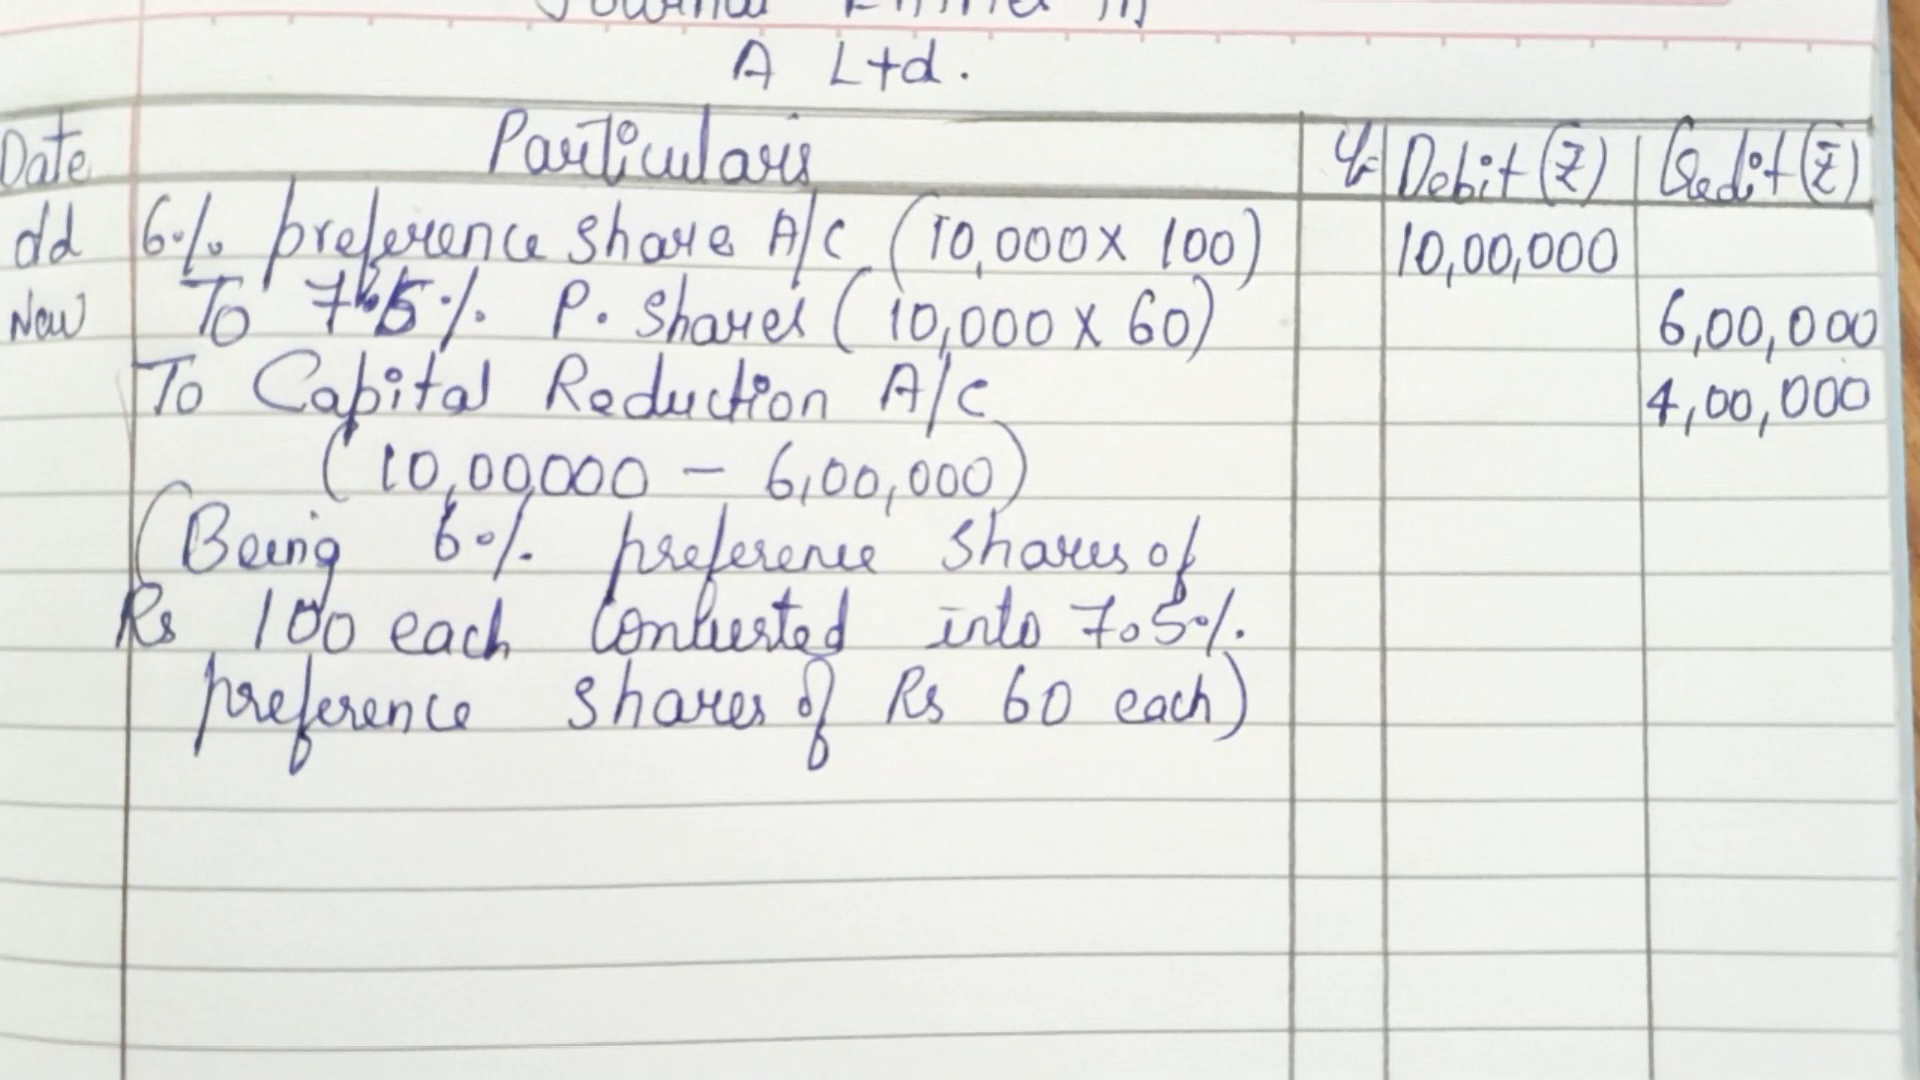 A Ltd.
Date Particulars Debit (₹) Credit (₹)
Old 6% preference share A/c (10,000 x 100) 10,00,000
New To 7.5% P. Shares (10,000 x 60) 6,00,000
To Capital Reduction A/c 4,00,000
(10,00,000 - 6,00,000)
(Being 6% preference shares of
Rs 100 each converted into 7.5%
preference shares of Rs 60 each)